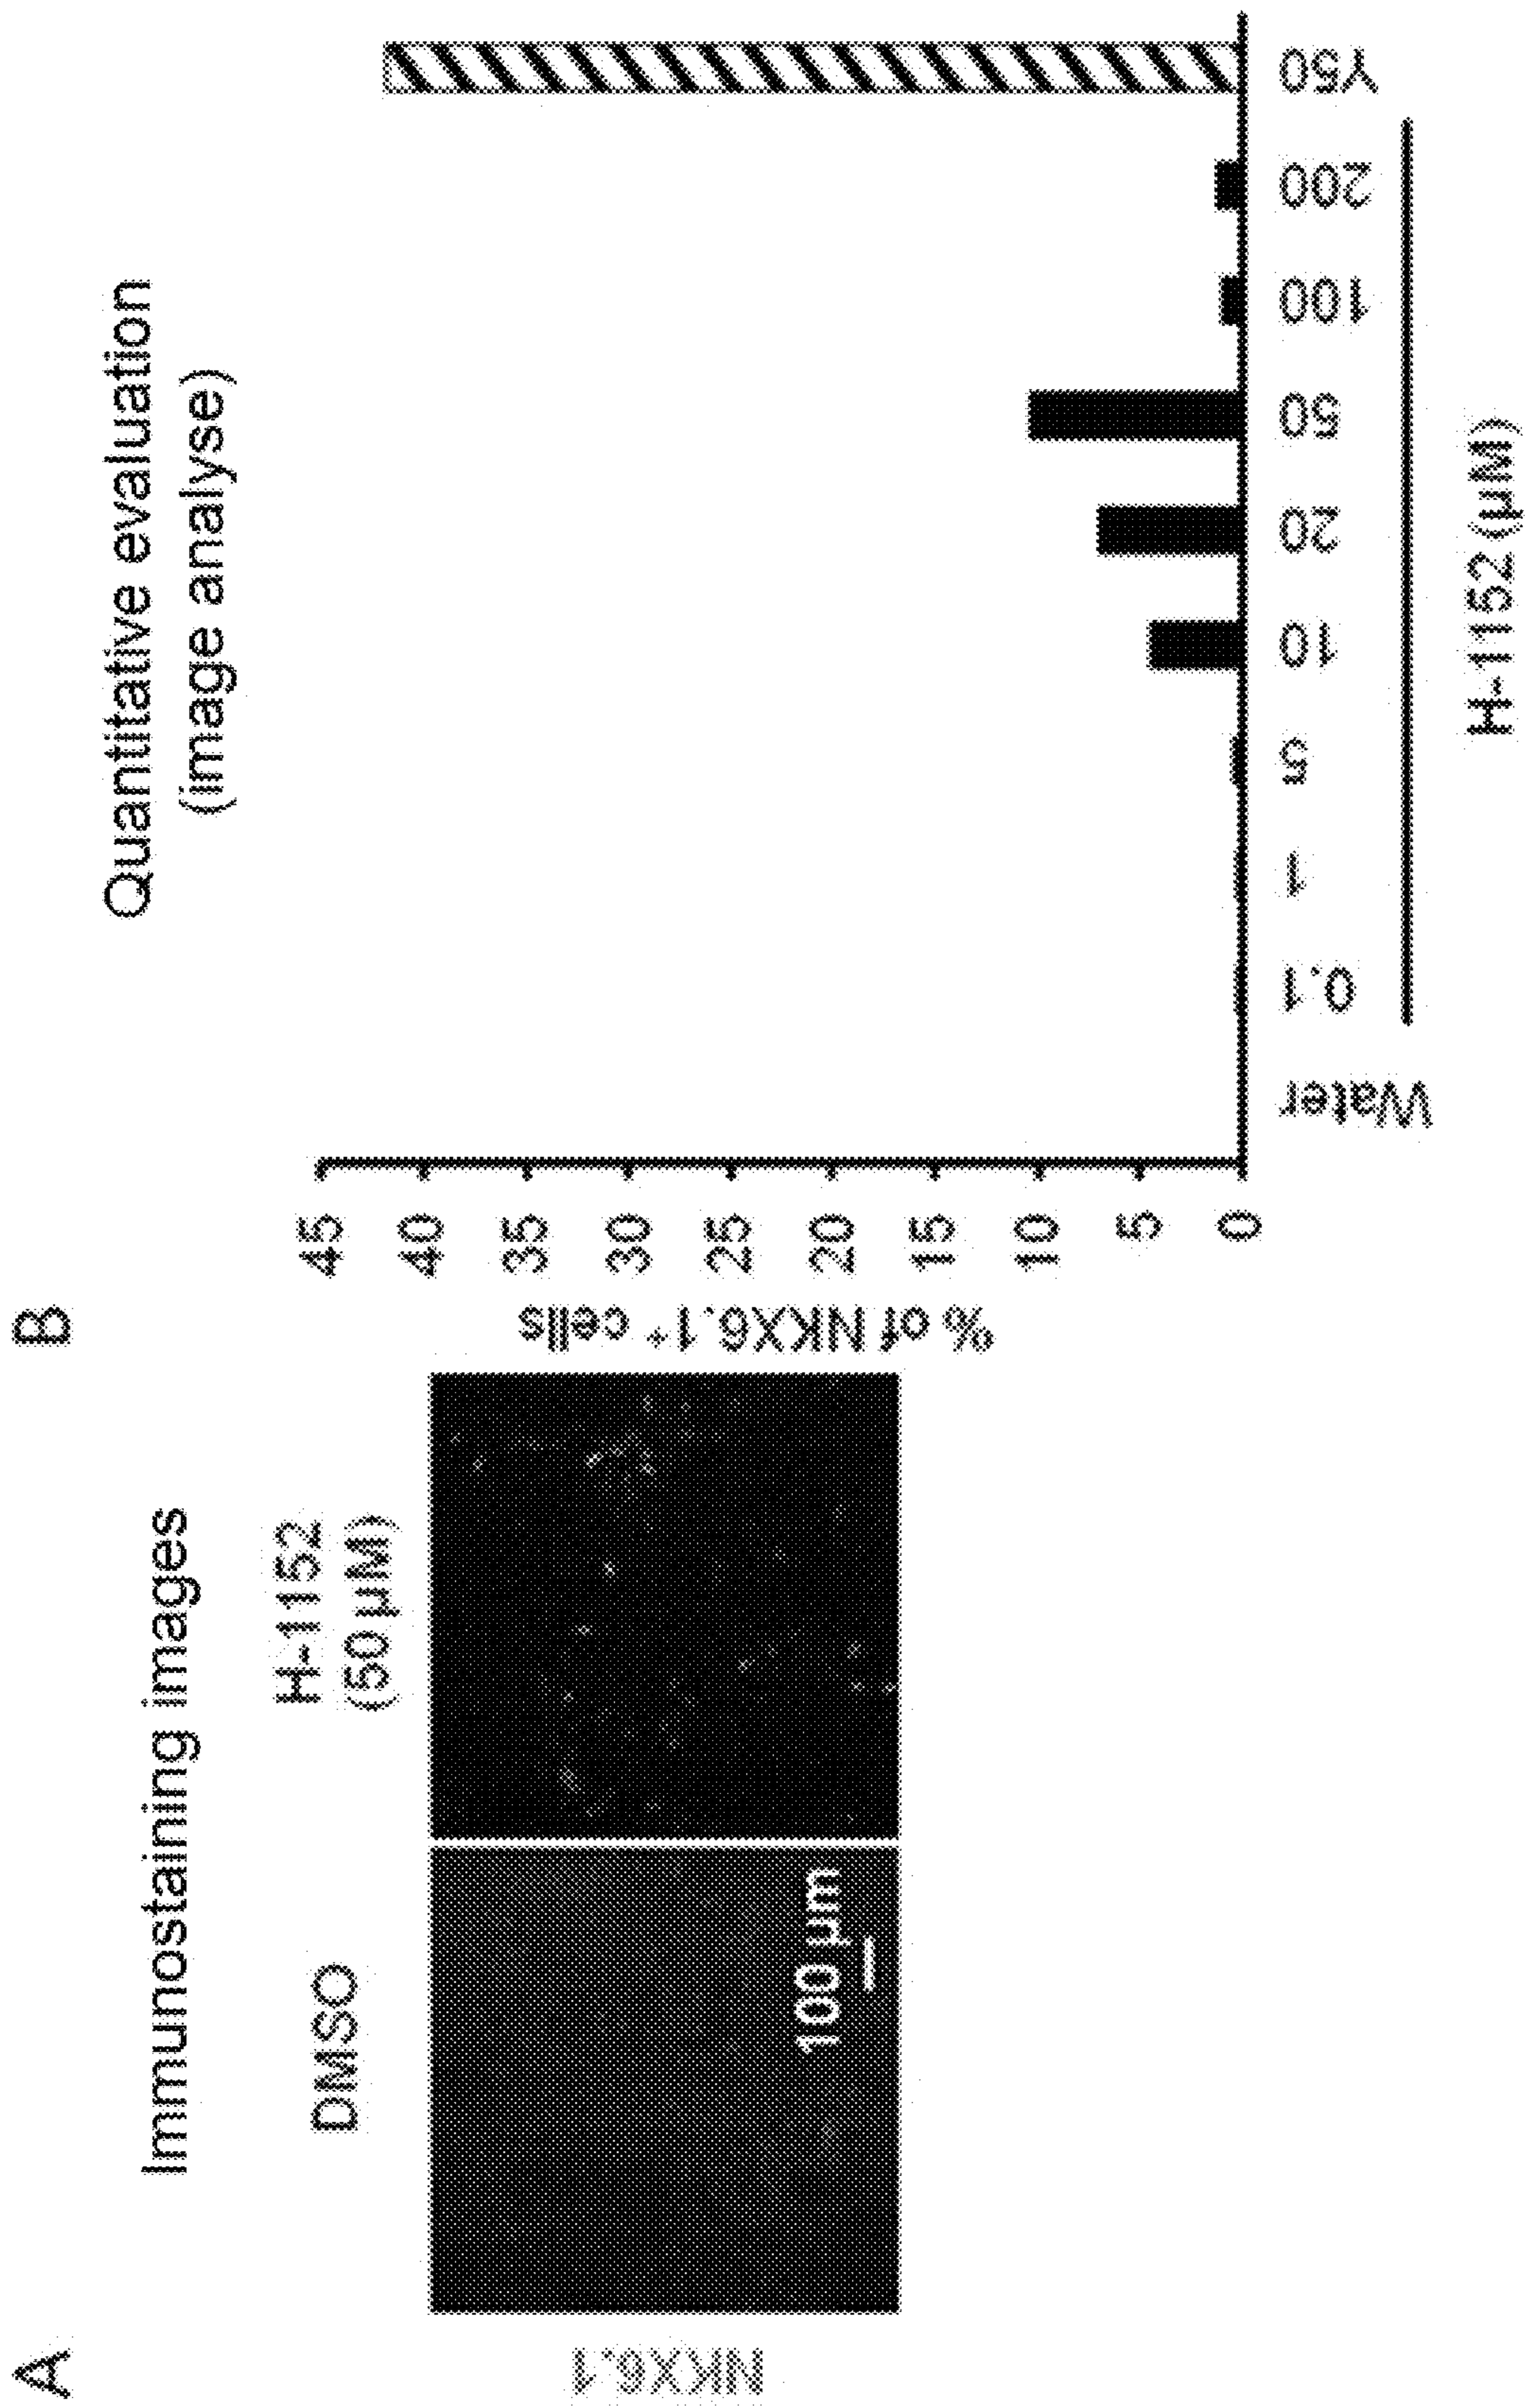 A
Immunostaining images
DMSO
H-1152
(50 µM)
NKX6.1
100 µm
B
Quantitative evaluation
(image analyse)
% of NKX6.1⁺ cells
45
40
35
30
25
20
15
10
5
0
Water 0.1 1 5 10 20 50 100 200 Y50
H-1152 (µM)